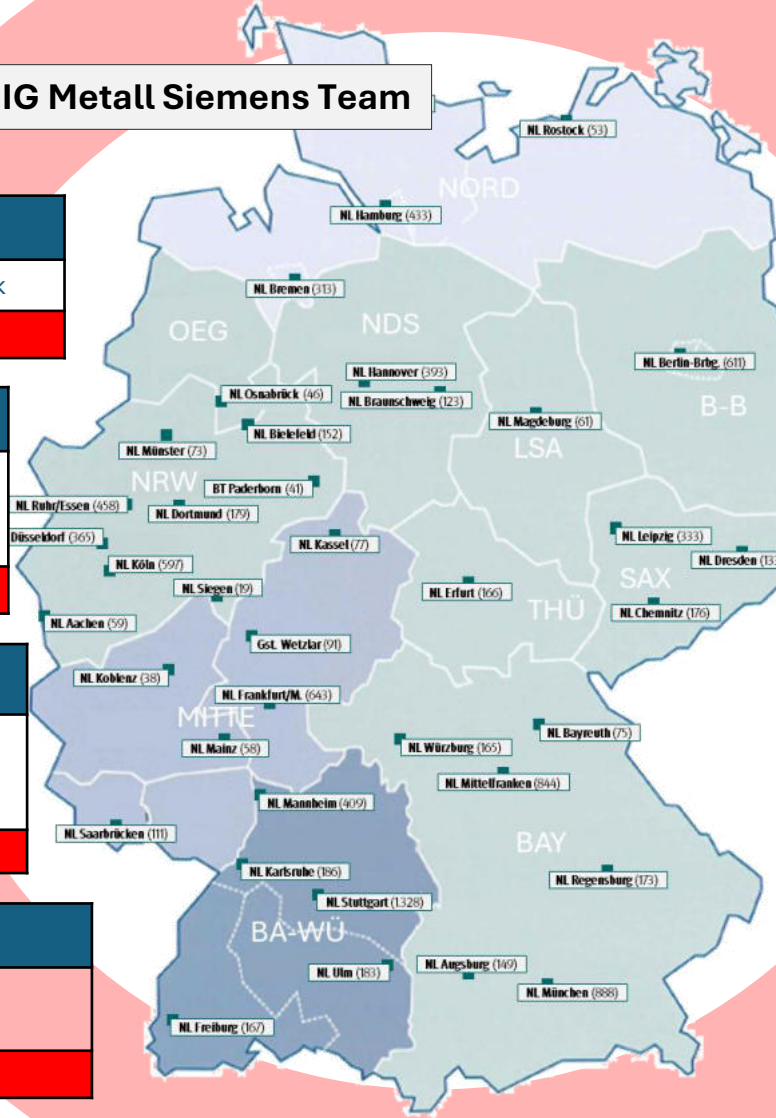 IG Metall Siemens Team
NL Rostock (53)
NORD
NL Hamburg (433)
NL Bremen (313)
OEG
NDS
NL Berlin-Brbg. (611)
NL Hannover (393)
NL Osnabrück (46)
NL Braunschweig (123)
B-B
NL Magdeburg (61)
NL Bielefeld (152)
NL Münster (73)
LSA
NRW
BT Paderborn (41)
NL Ruhr/Essen (458)
NL Dortmund (179)
Düsseldorf (365)
NL Kassel (77)
NL Leipzig (333)
NL Köln (597)
NL Dresden (133
NL Siegen (19)
NL Erfurt (166)
SAX
THÜ
NL Chemnitz (176)
NL Aachen (59)
Gst. Wetzlar (91)
NL Koblenz (38)
NL Frankfurt/M. (643)
MITTE
NL Mainz (58)
NL Würzburg (165)
NL Bayreuth (75)
NL Mittelfranken (844)
NL Mannheim (409)
NL Saarbrücken (111)
BAY
NL Karlsruhe (186)
NL Regensburg (173)
NL Stuttgart (1.328)
BA-WÜ
NL Ulm (183)
NL Augsburg (149)
NL München (888)
NL Freiburg (167)